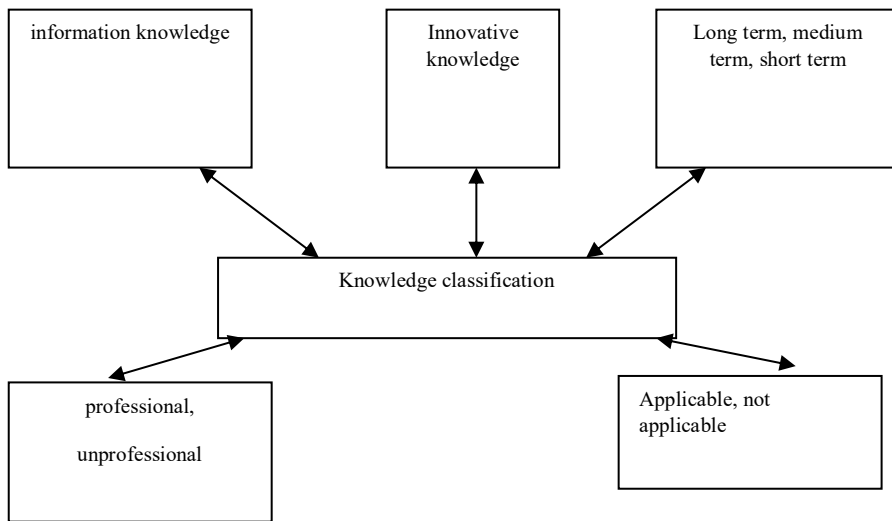 information knowledge
Innovative
knowledge
Long term, medium
term, short term
Knowledge classification
professional,
unprofessional
Applicable, not
applicable